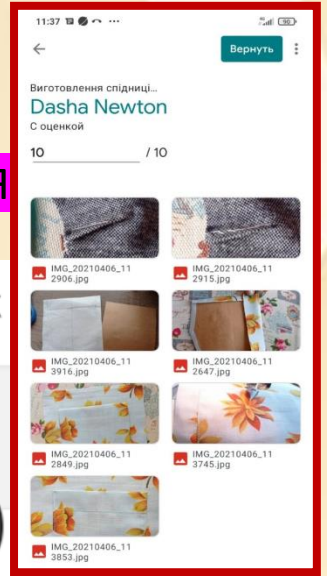 11:37
90
Вернуть
Виготовлення спідниці...
Dasha Newton
С оценкой
10 / 10
Я
IMG_20210406_11
2906.jpg
IMG_20210406_11
2915.jpg
IMG_20210406_11
3916.jpg
IMG_20210406_11
2647.jpg
IMG_20210406_11
2849.jpg
IMG_20210406_11
3745.jpg
IMG_20210406_11
3853.jpg